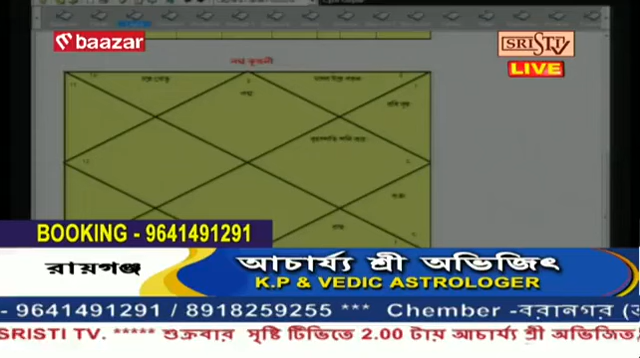 baazar
SRISTI TV
LIVE
লগ্ন কুণ্ডলী
BOOKING - 9641491291
রায়গঞ্জ
আচার্য্য শ্রী অভিজিৎ
K.P & VEDIC ASTROLOGER
- 9641491291 / 8918259255 *** Chember -বরানগর
SRISTI TV. ***** শুক্রবার সৃষ্টি টিভিতে 2.00 টায় আচার্য্য শ্রী অভিজিত